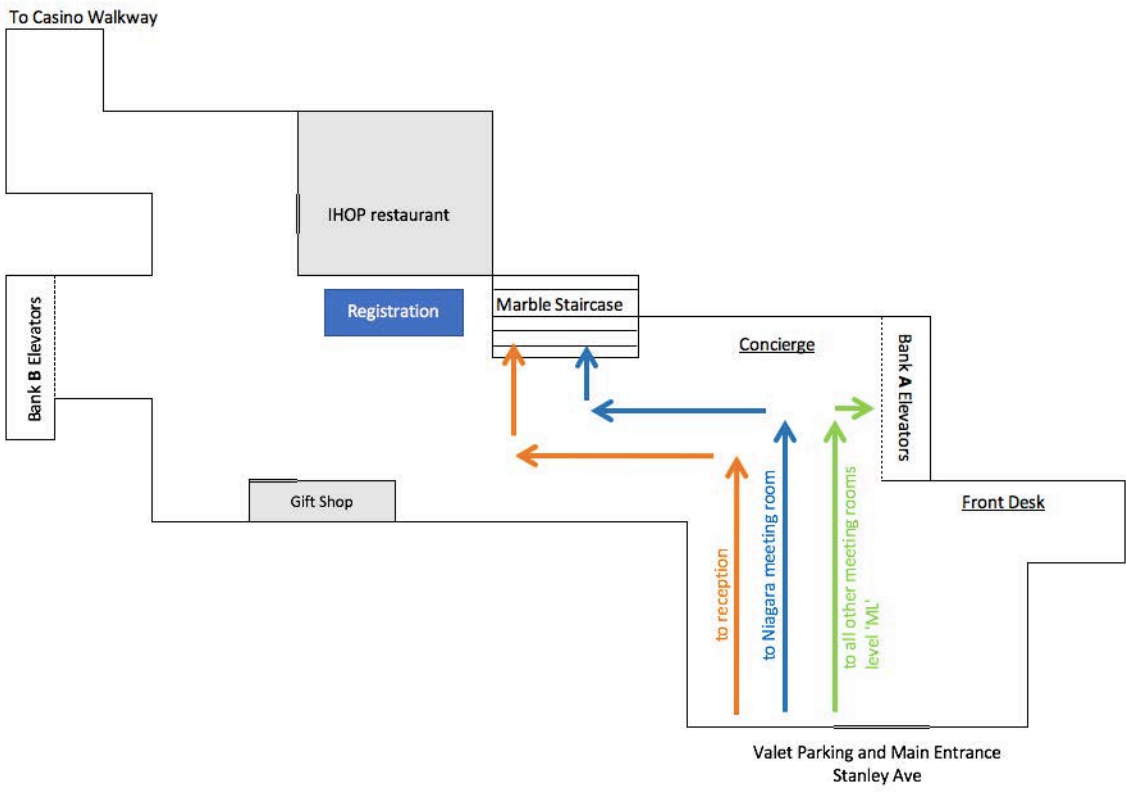 To Casino Walkway
IHOP restaurant
Bank B Elevators
Registration
Marble Staircase
Concierge
Bank A Elevators
Gift Shop
Front Desk
to reception
to Niagara meeting room
to all other meeting rooms
level 'ML'
Valet Parking and Main Entrance
Stanley Ave